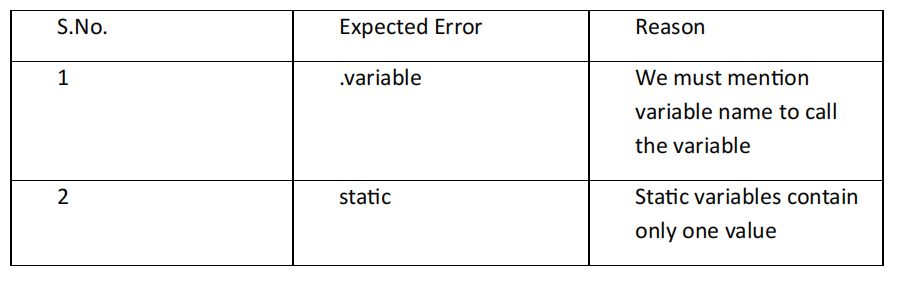 S.No. Expected Error Reason
1 .variable We must mention
variable name to call
the variable
2 static Static variables contain
only one value